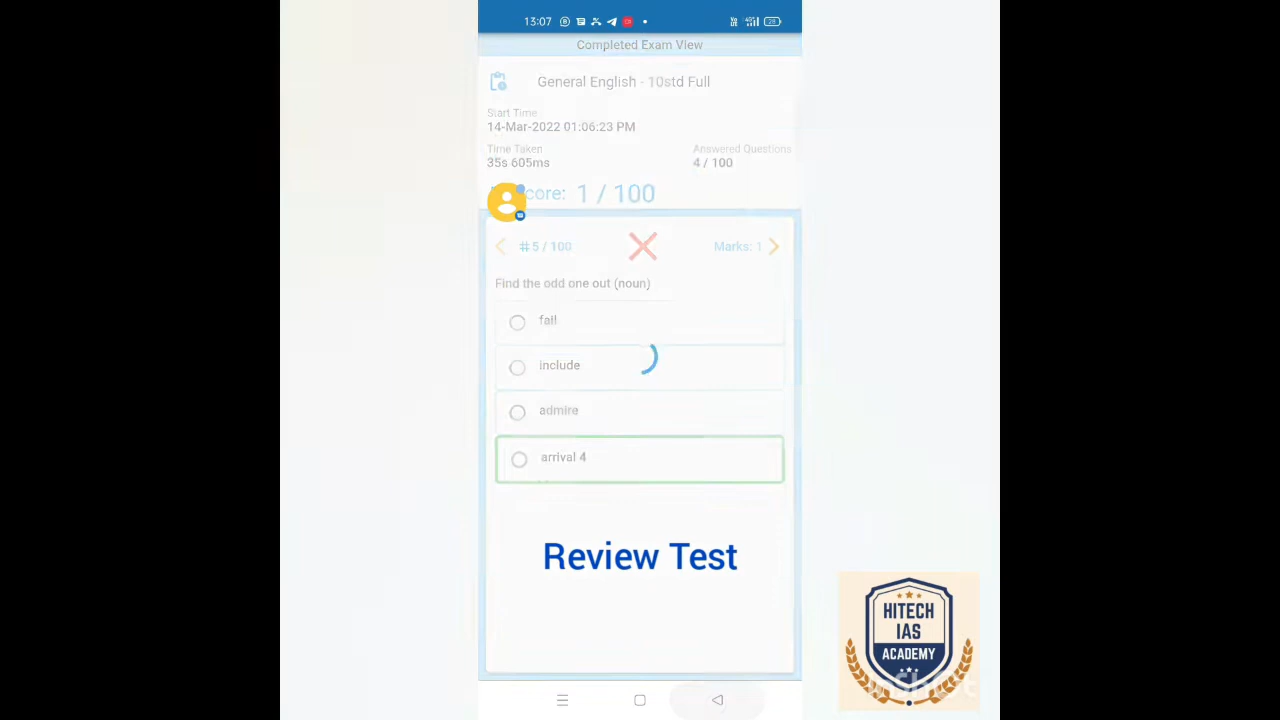 13:07
28
Completed Exam View
General English - 10std Full
Start Time
14-Mar-2022 01:06:23 PM
Time Taken
Answered Questions
35s 605ms
4 / 100
core: 1 / 100
#5 / 100
Marks: 1
Find the odd one out (noun)
fail
include
admire
arrival 4
Review Test
HITECH
IAS
ACADEMY